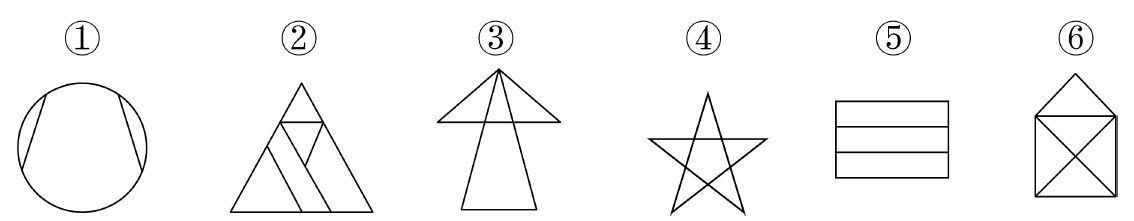 ① ② ③ ④ ⑤ ⑥